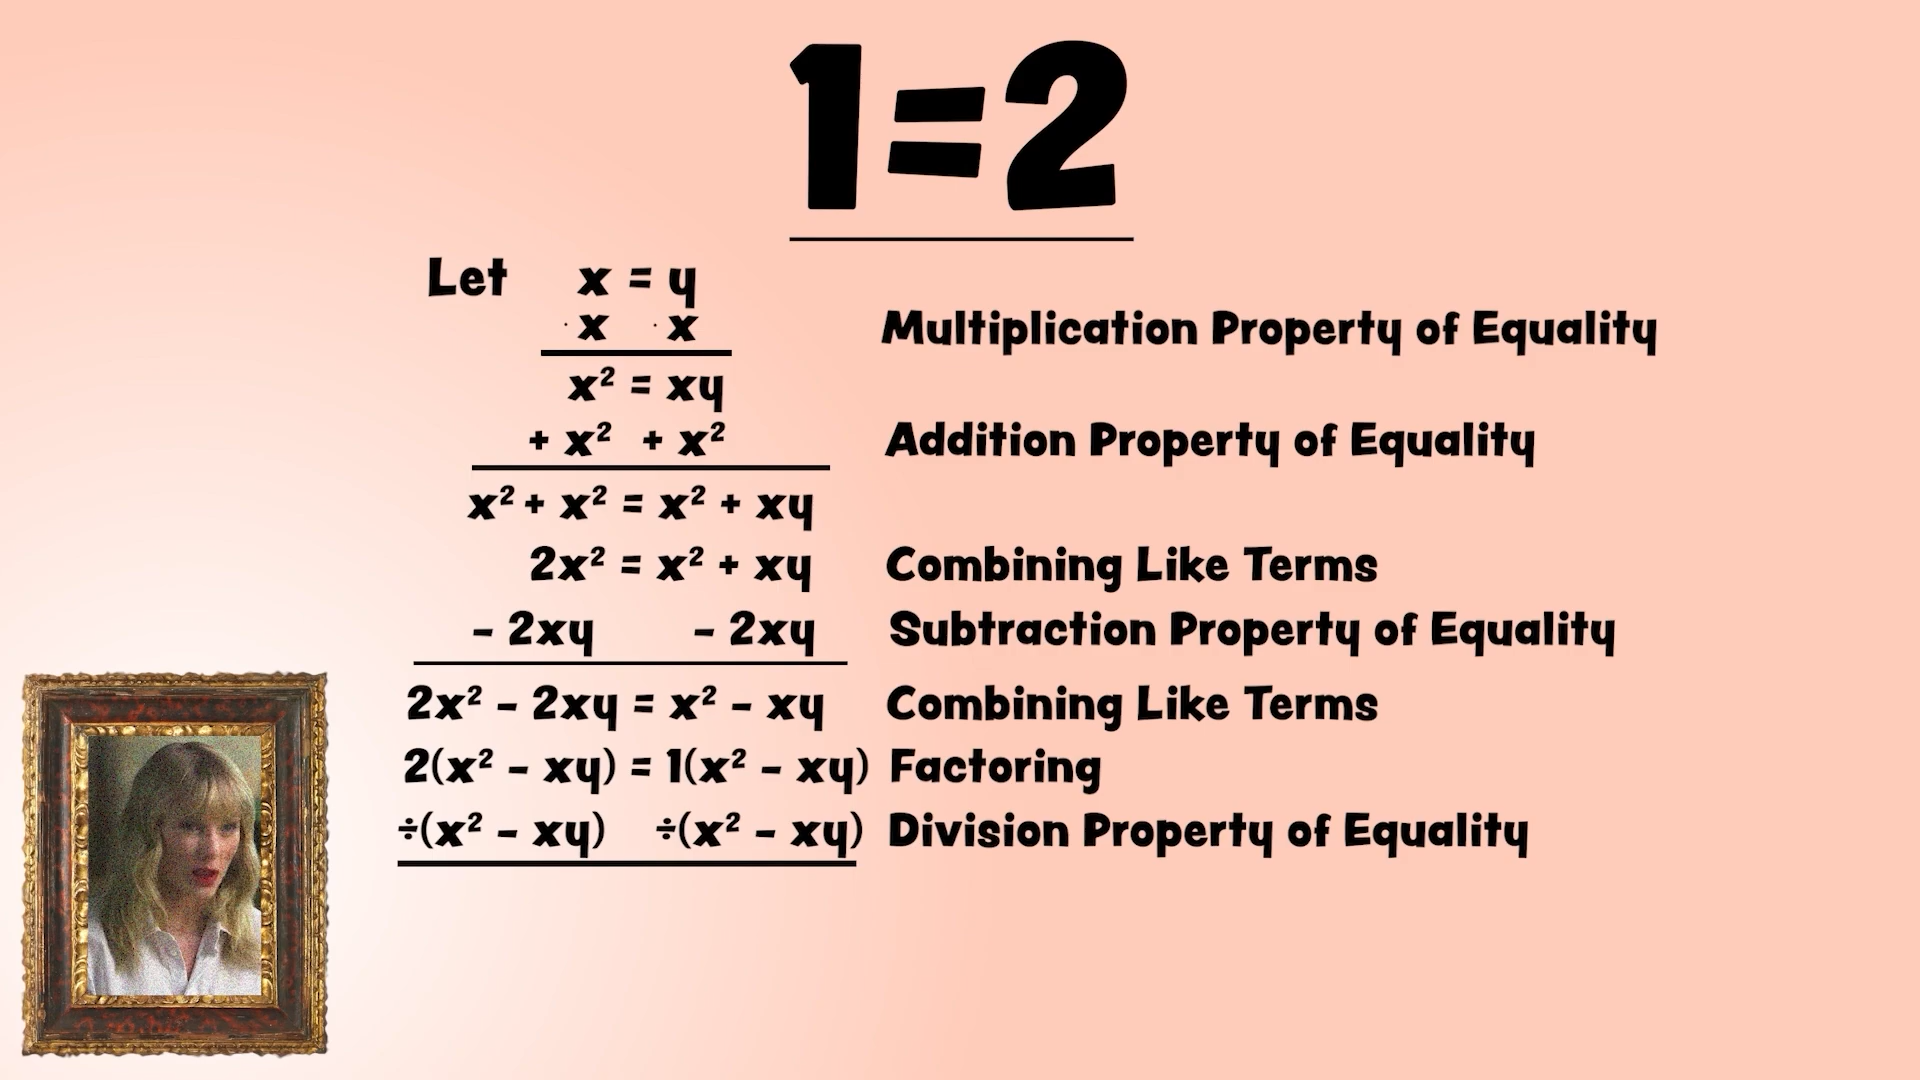 1=2
Let x = y
· x · x Multiplication Property of Equality
x² = xy
+ x² + x² Addition Property of Equality
x² + x² = x² + xy
2x² = x² + xy Combining Like Terms
- 2xy - 2xy Subtraction Property of Equality
2x² - 2xy = x² - xy Combining Like Terms
2(x² - xy) = 1(x² - xy) Factoring
÷(x² - xy) ÷(x² - xy) Division Property of Equality